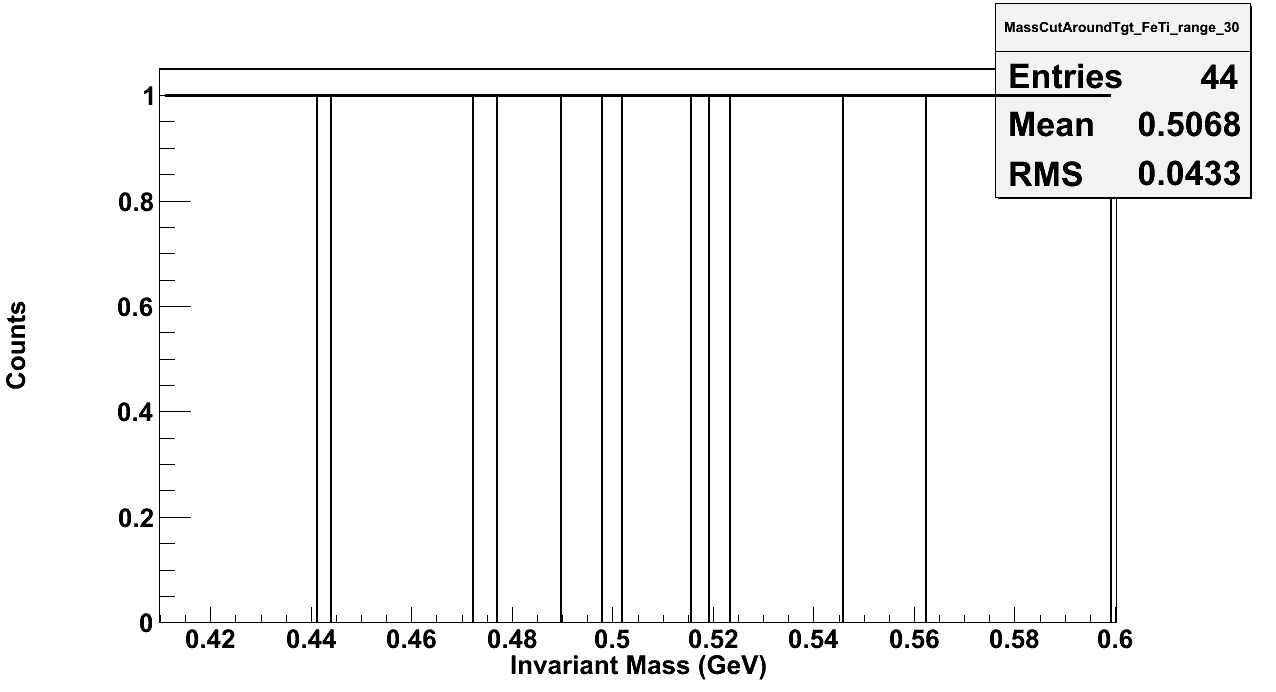 MassCutAroundTgt_FeTi_range_30
Entries 44
Mean 0.5068
RMS 0.0433
1
0.8
0.6
0.4
0.2
0
Counts
0.42 0.44 0.46 0.48 0.5 0.52 0.54 0.56 0.58 0.6
Invariant Mass (GeV)